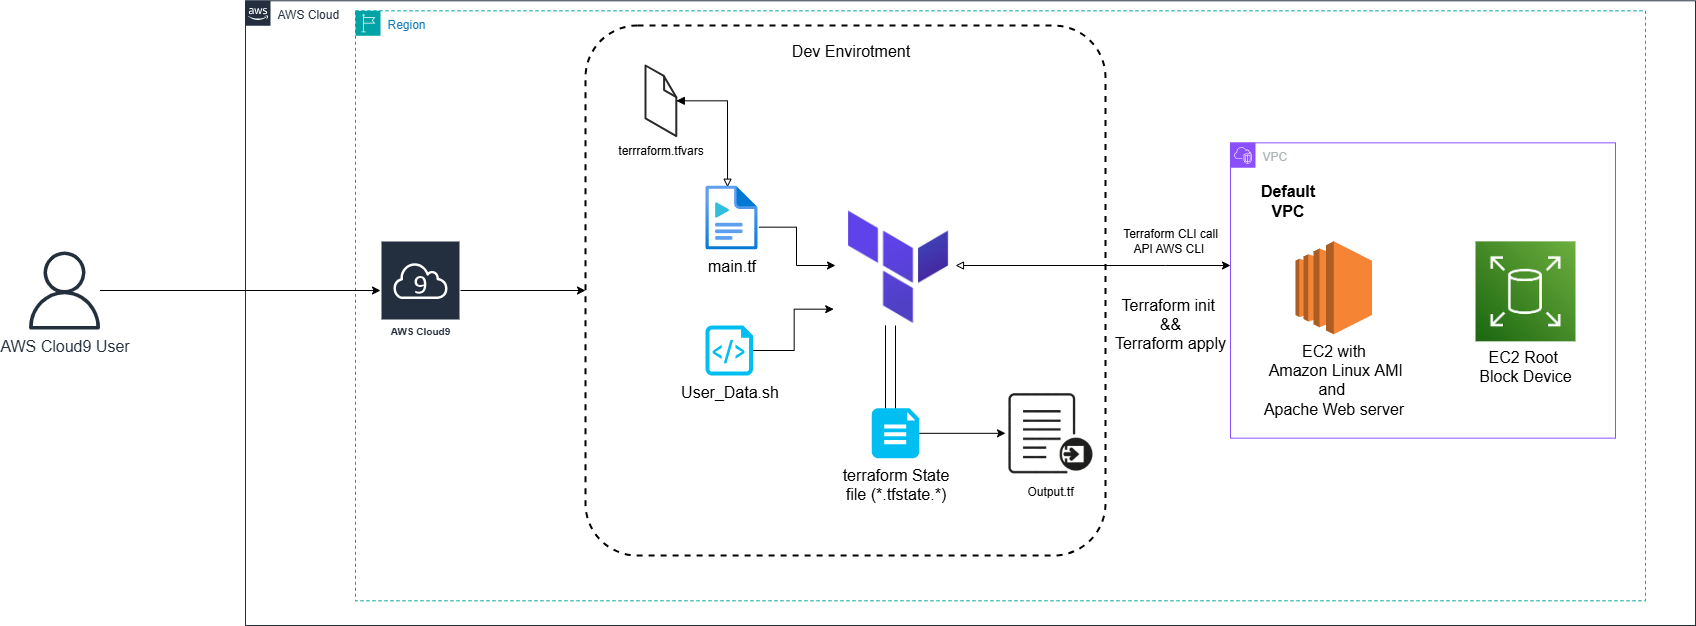 aws
AWS Cloud
Region
Dev Envirotment
terrraform.tfvars
main.tf
User_Data.sh
terraform State
file (*.tfstate.*)
Output.tf
9
AWS Cloud9
AWS Cloud9 User
Terraform CLI call
API AWS CLI
Terraform init
&&
Terraform apply
VPC
Default
VPC
EC2 with
Amazon Linux AMI
and
Apache Web server
EC2 Root
Block Device